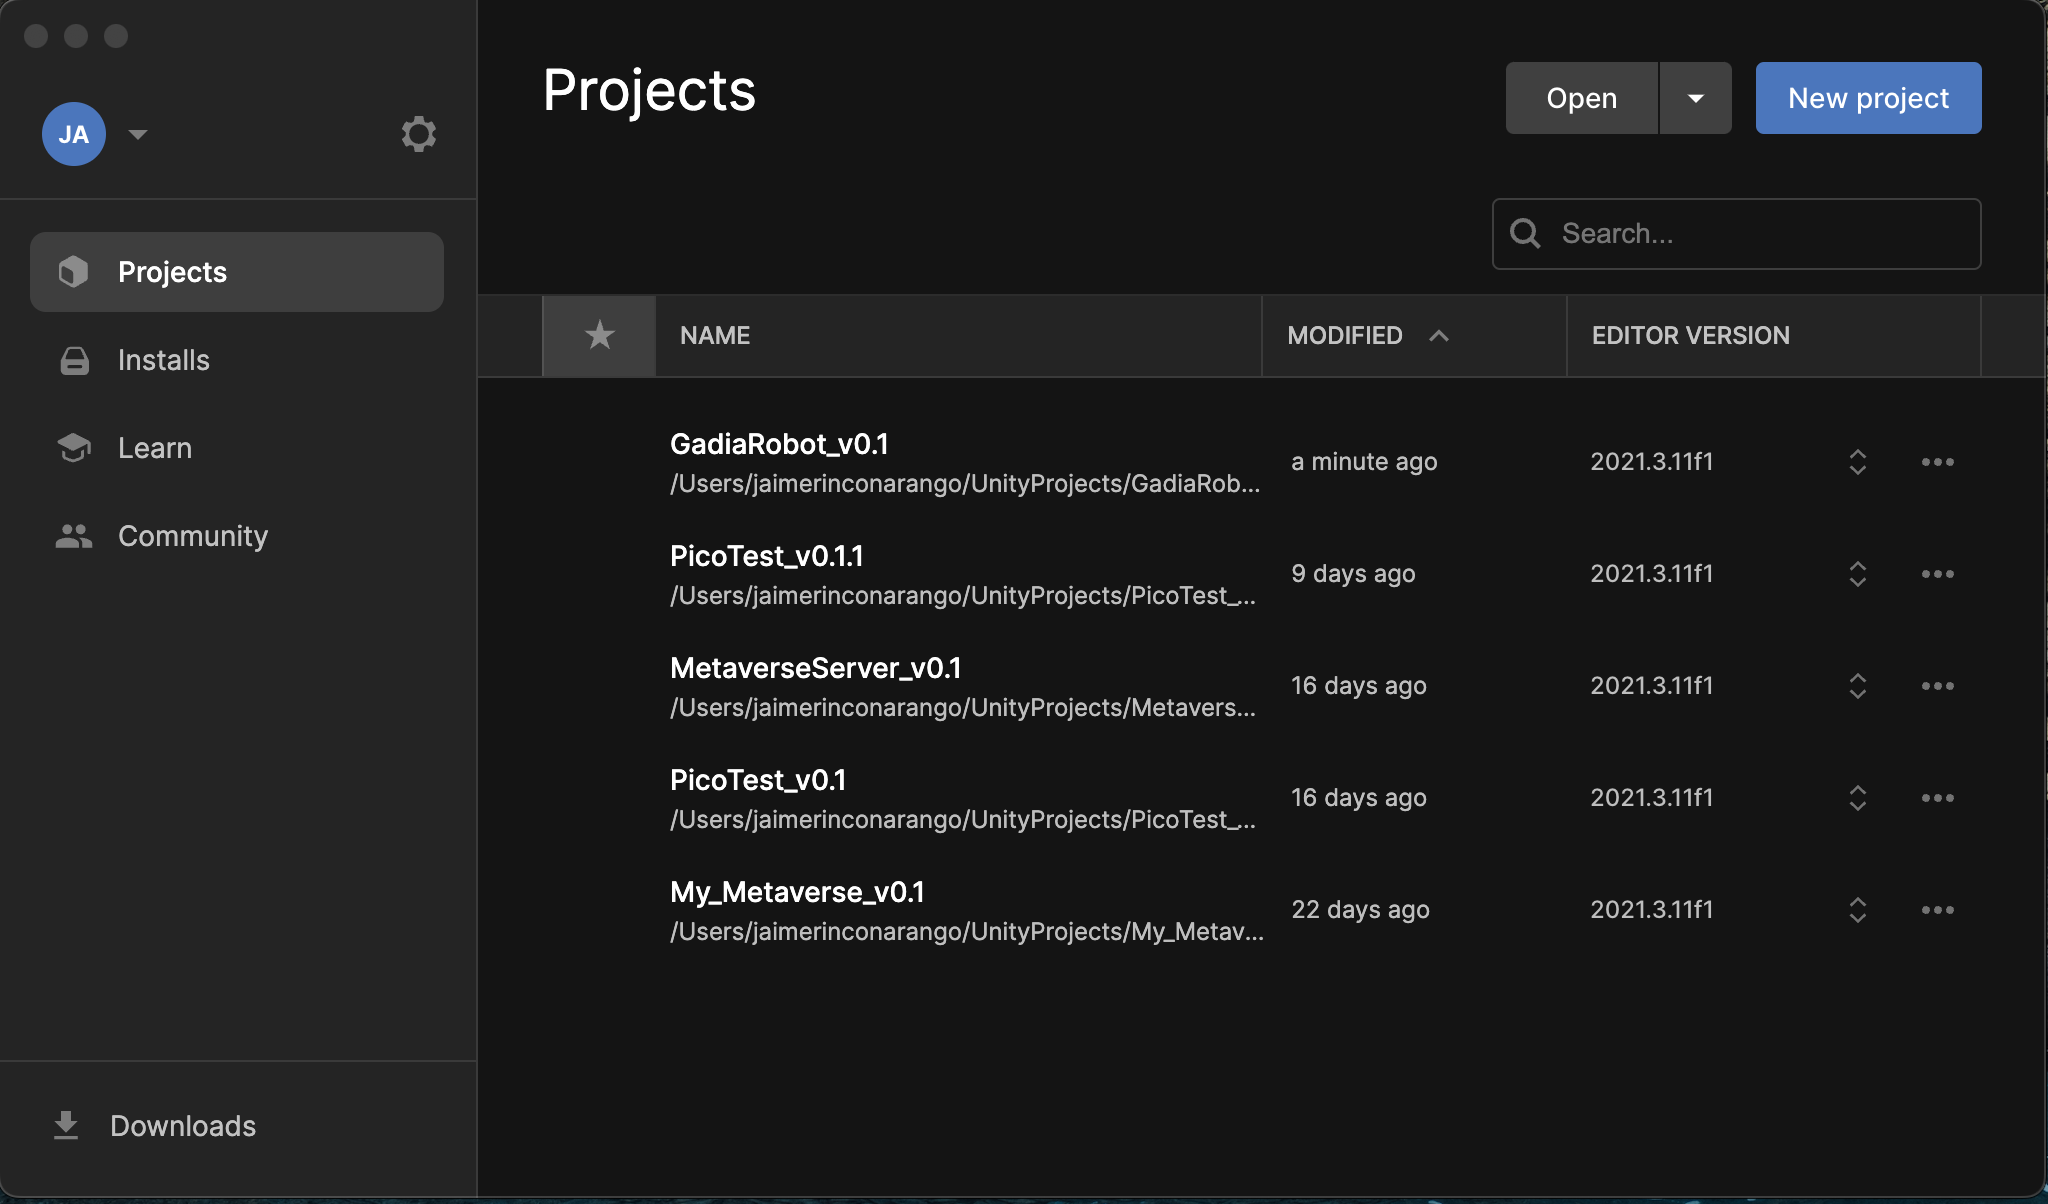 JA
Projects
Installs
Learn
Community
Downloads
Projects
Open
New project
Search...
NAME MODIFIED EDITOR VERSION
GadiaRobot_v0.1
/Users/jaimerinconarango/UnityProjects/GadiaRob...
a minute ago
2021.3.11f1
PicoTest_v0.1.1
/Users/jaimerinconarango/UnityProjects/PicoTest_...
9 days ago
2021.3.11f1
MetaverseServer_v0.1
/Users/jaimerinconarango/UnityProjects/Metavers...
16 days ago
2021.3.11f1
PicoTest_v0.1
/Users/jaimerinconarango/UnityProjects/PicoTest_...
16 days ago
2021.3.11f1
My_Metaverse_v0.1
/Users/jaimerinconarango/UnityProjects/My_Metav...
22 days ago
2021.3.11f1